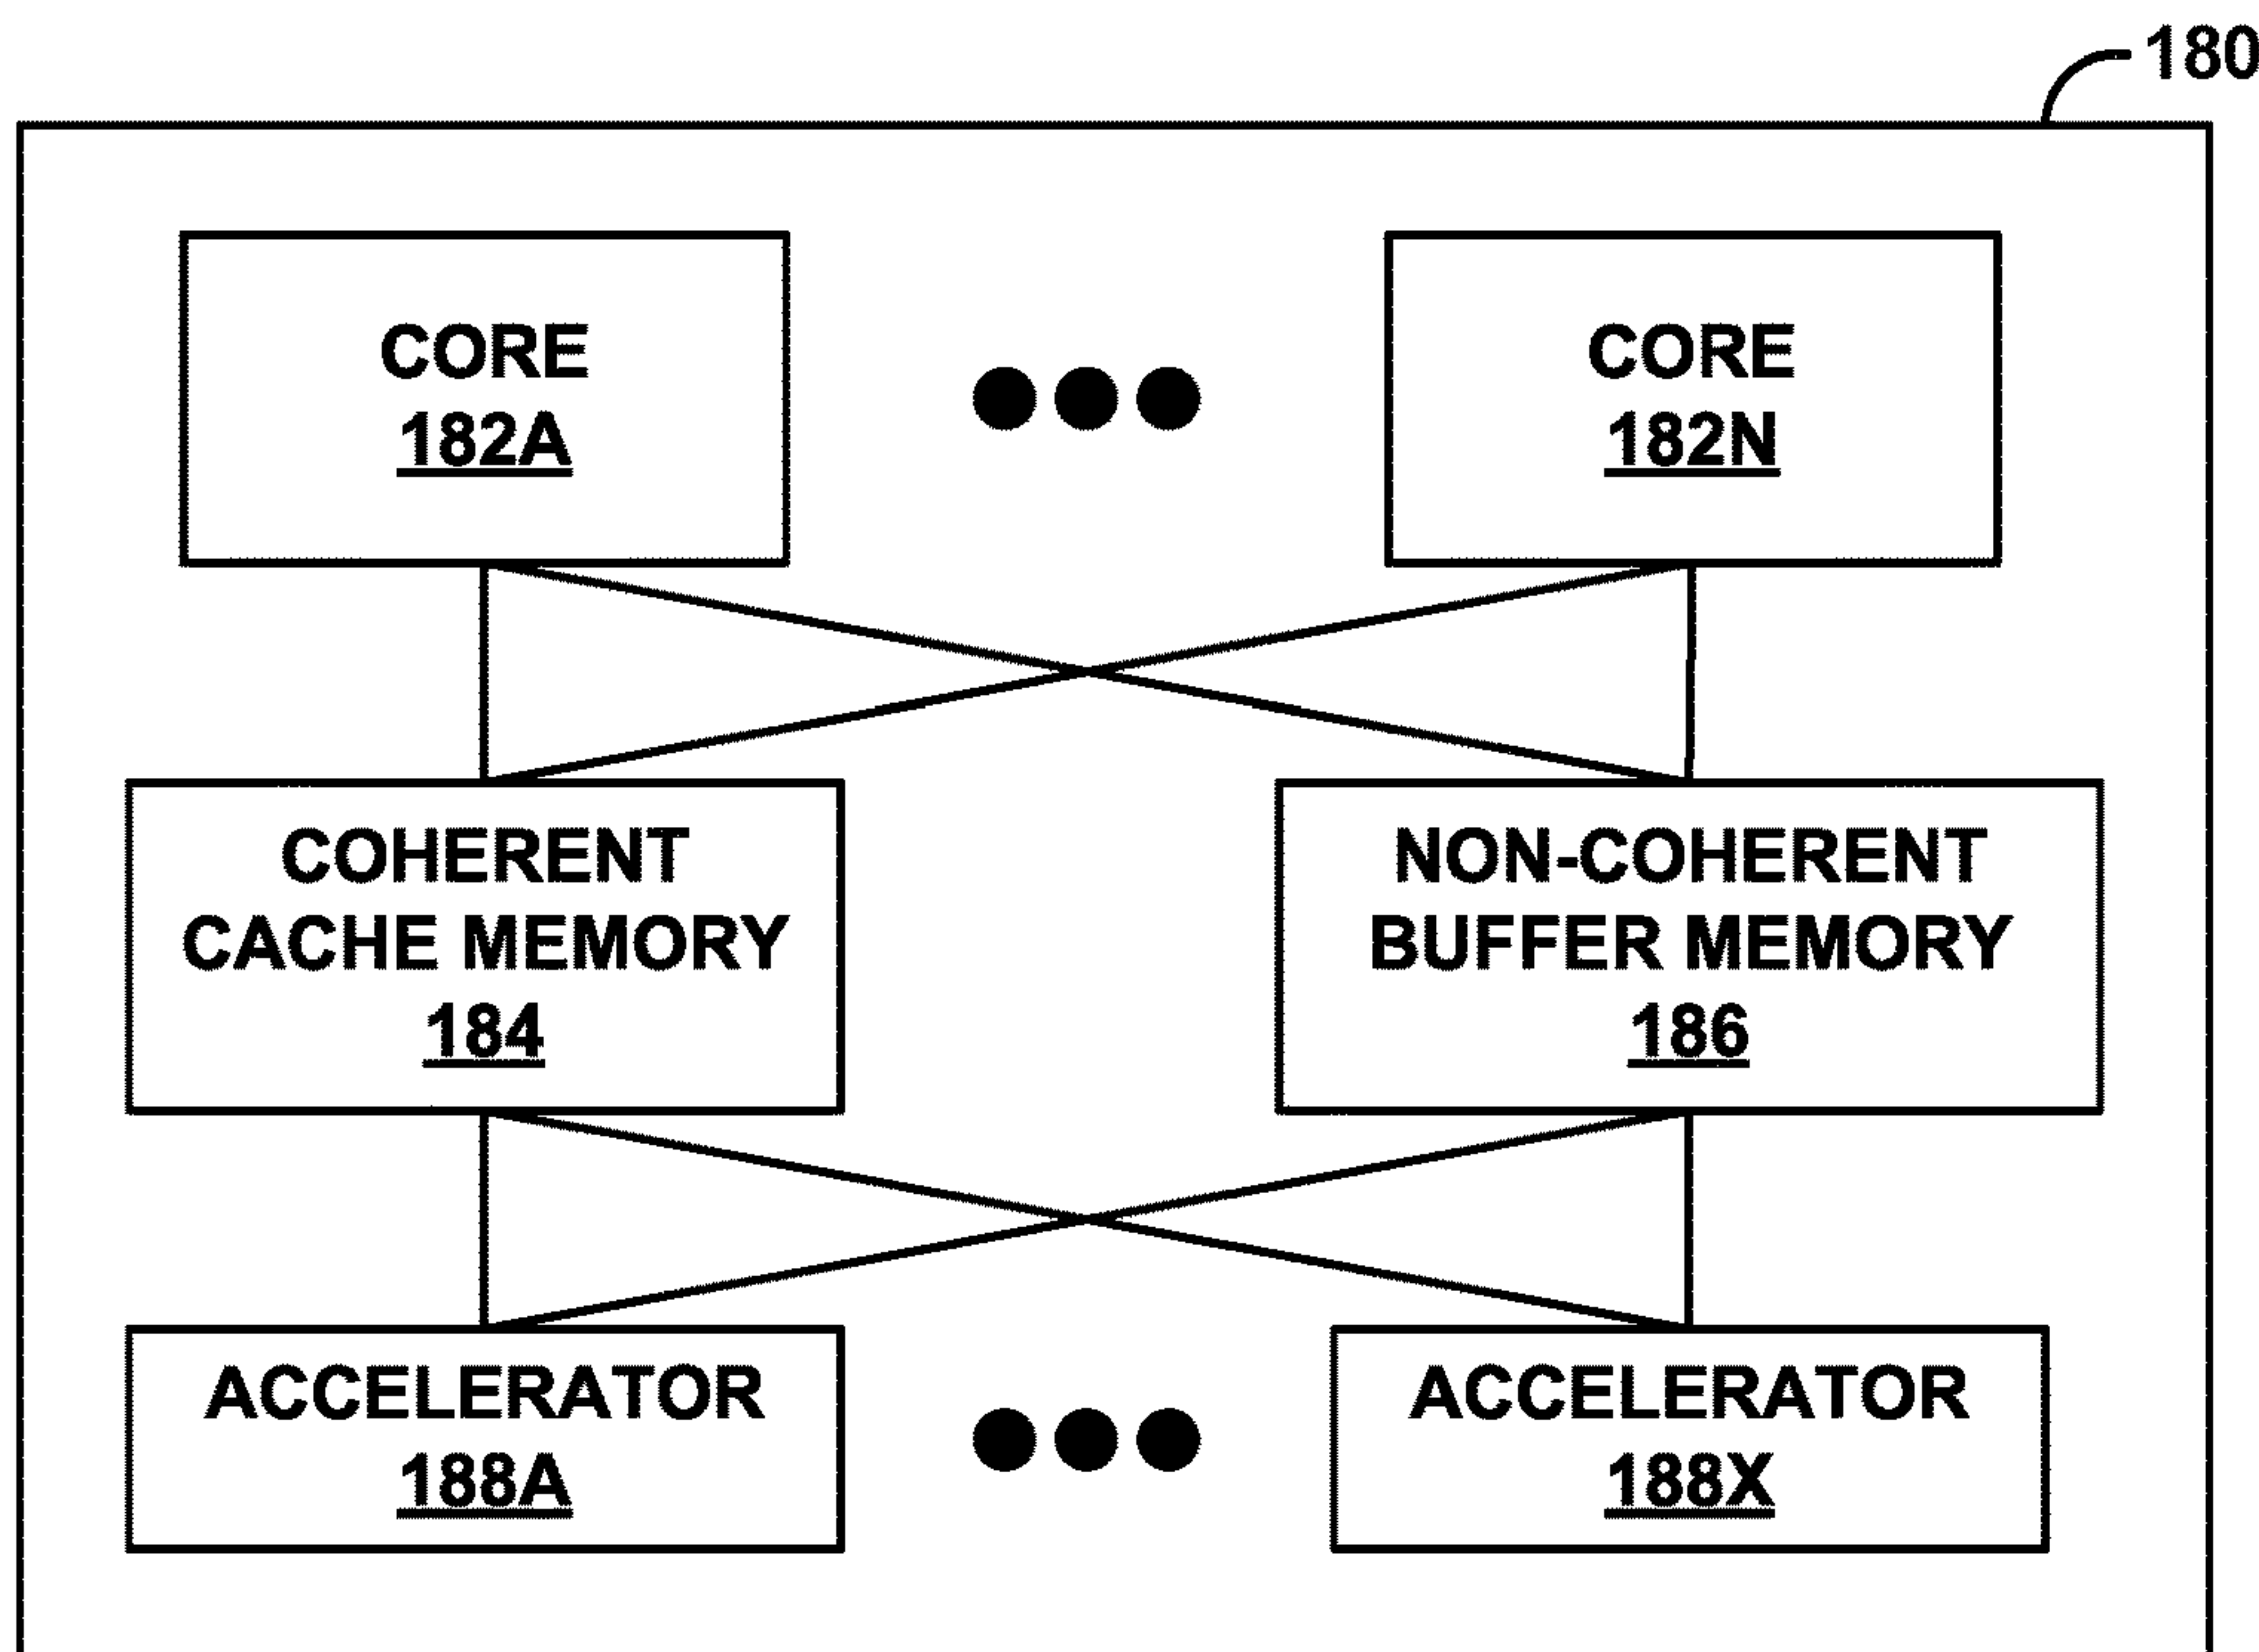 180
CORE
182A
CORE
182N
COHERENT
CACHE MEMORY
184
NON-COHERENT
BUFFER MEMORY
186
ACCELERATOR
188A
ACCELERATOR
188X